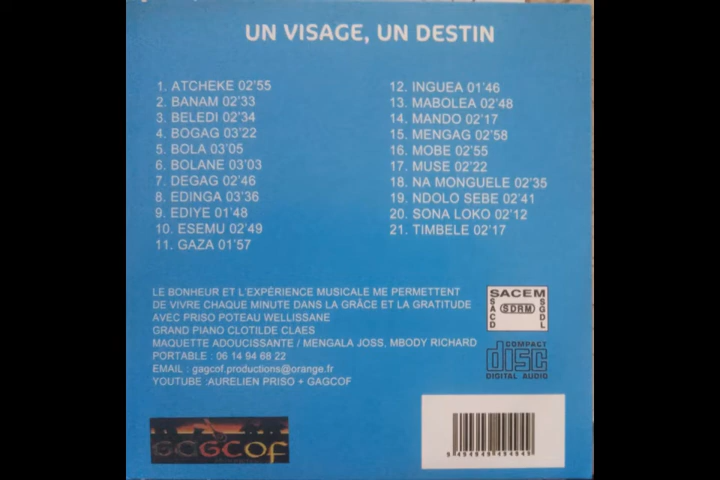 UN VISAGE, UN DESTIN
1. ATCHEKE 02'55
2. BANAM 02'33
3. BELEDI 02'34
4. BOGAG 03'22
5. BOLA 03'05
6. BOLANE 03'03
7. DEGAG 02'46
8. EDINGA 03'36
9. EDIYE 01'48
10. ESEMU 02'49
11. GAZA 01'57
12. INGUEA 01'46
13. MABOLEA 02'48
14. MANDO 02'17
15. MENGAG 02'58
16. MOBE 02'55
17. MUSE 02'22
18. NA MONGUELE 02'35
19. NDOLO SEBE 02'41
20. SONA LOKO 02'12
21. TIMBELE 02'17
LE BONHEUR ET L'EXPÉRIENCE MUSICALE ME PERMETTENT
DE VIVRE CHAQUE MINUTE DANS LA GRÂCE ET LA GRATITUDE
AVEC PRISO POTEAU WELLISSANE
GRAND PIANO CLOTILDE CLAES
MAQUETTE ADOUCISSANTE / MENGALA JOSS, MBODY RICHARD
PORTABLE : 06 14 94 68 22
EMAIL : gagcof.productions@orange.fr
YOUTUBE :AURELIEN PRISO + GAGCOF
SACEM
SACD
SDRM
SGDL
COMPACT
disc
DIGITAL AUDIO
GAGCOF